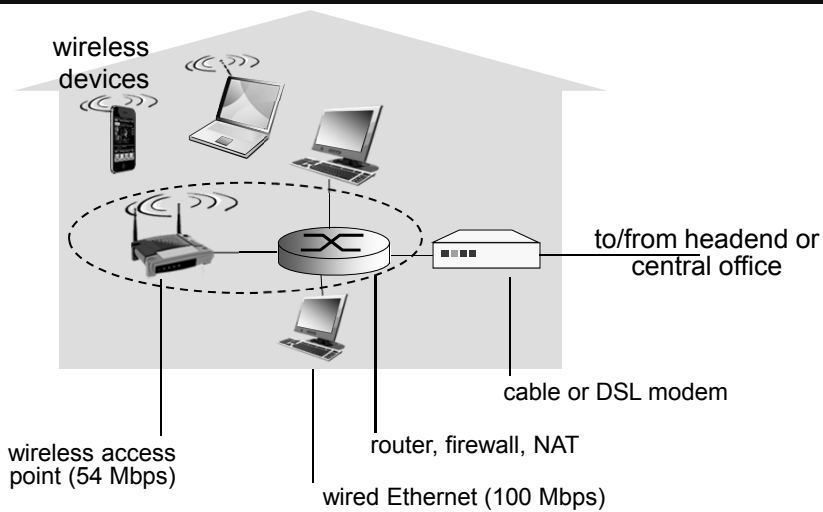 wireless
devices
to/from headend or
central office
cable or DSL modem
router, firewall, NAT
wireless access
point (54 Mbps)
wired Ethernet (100 Mbps)